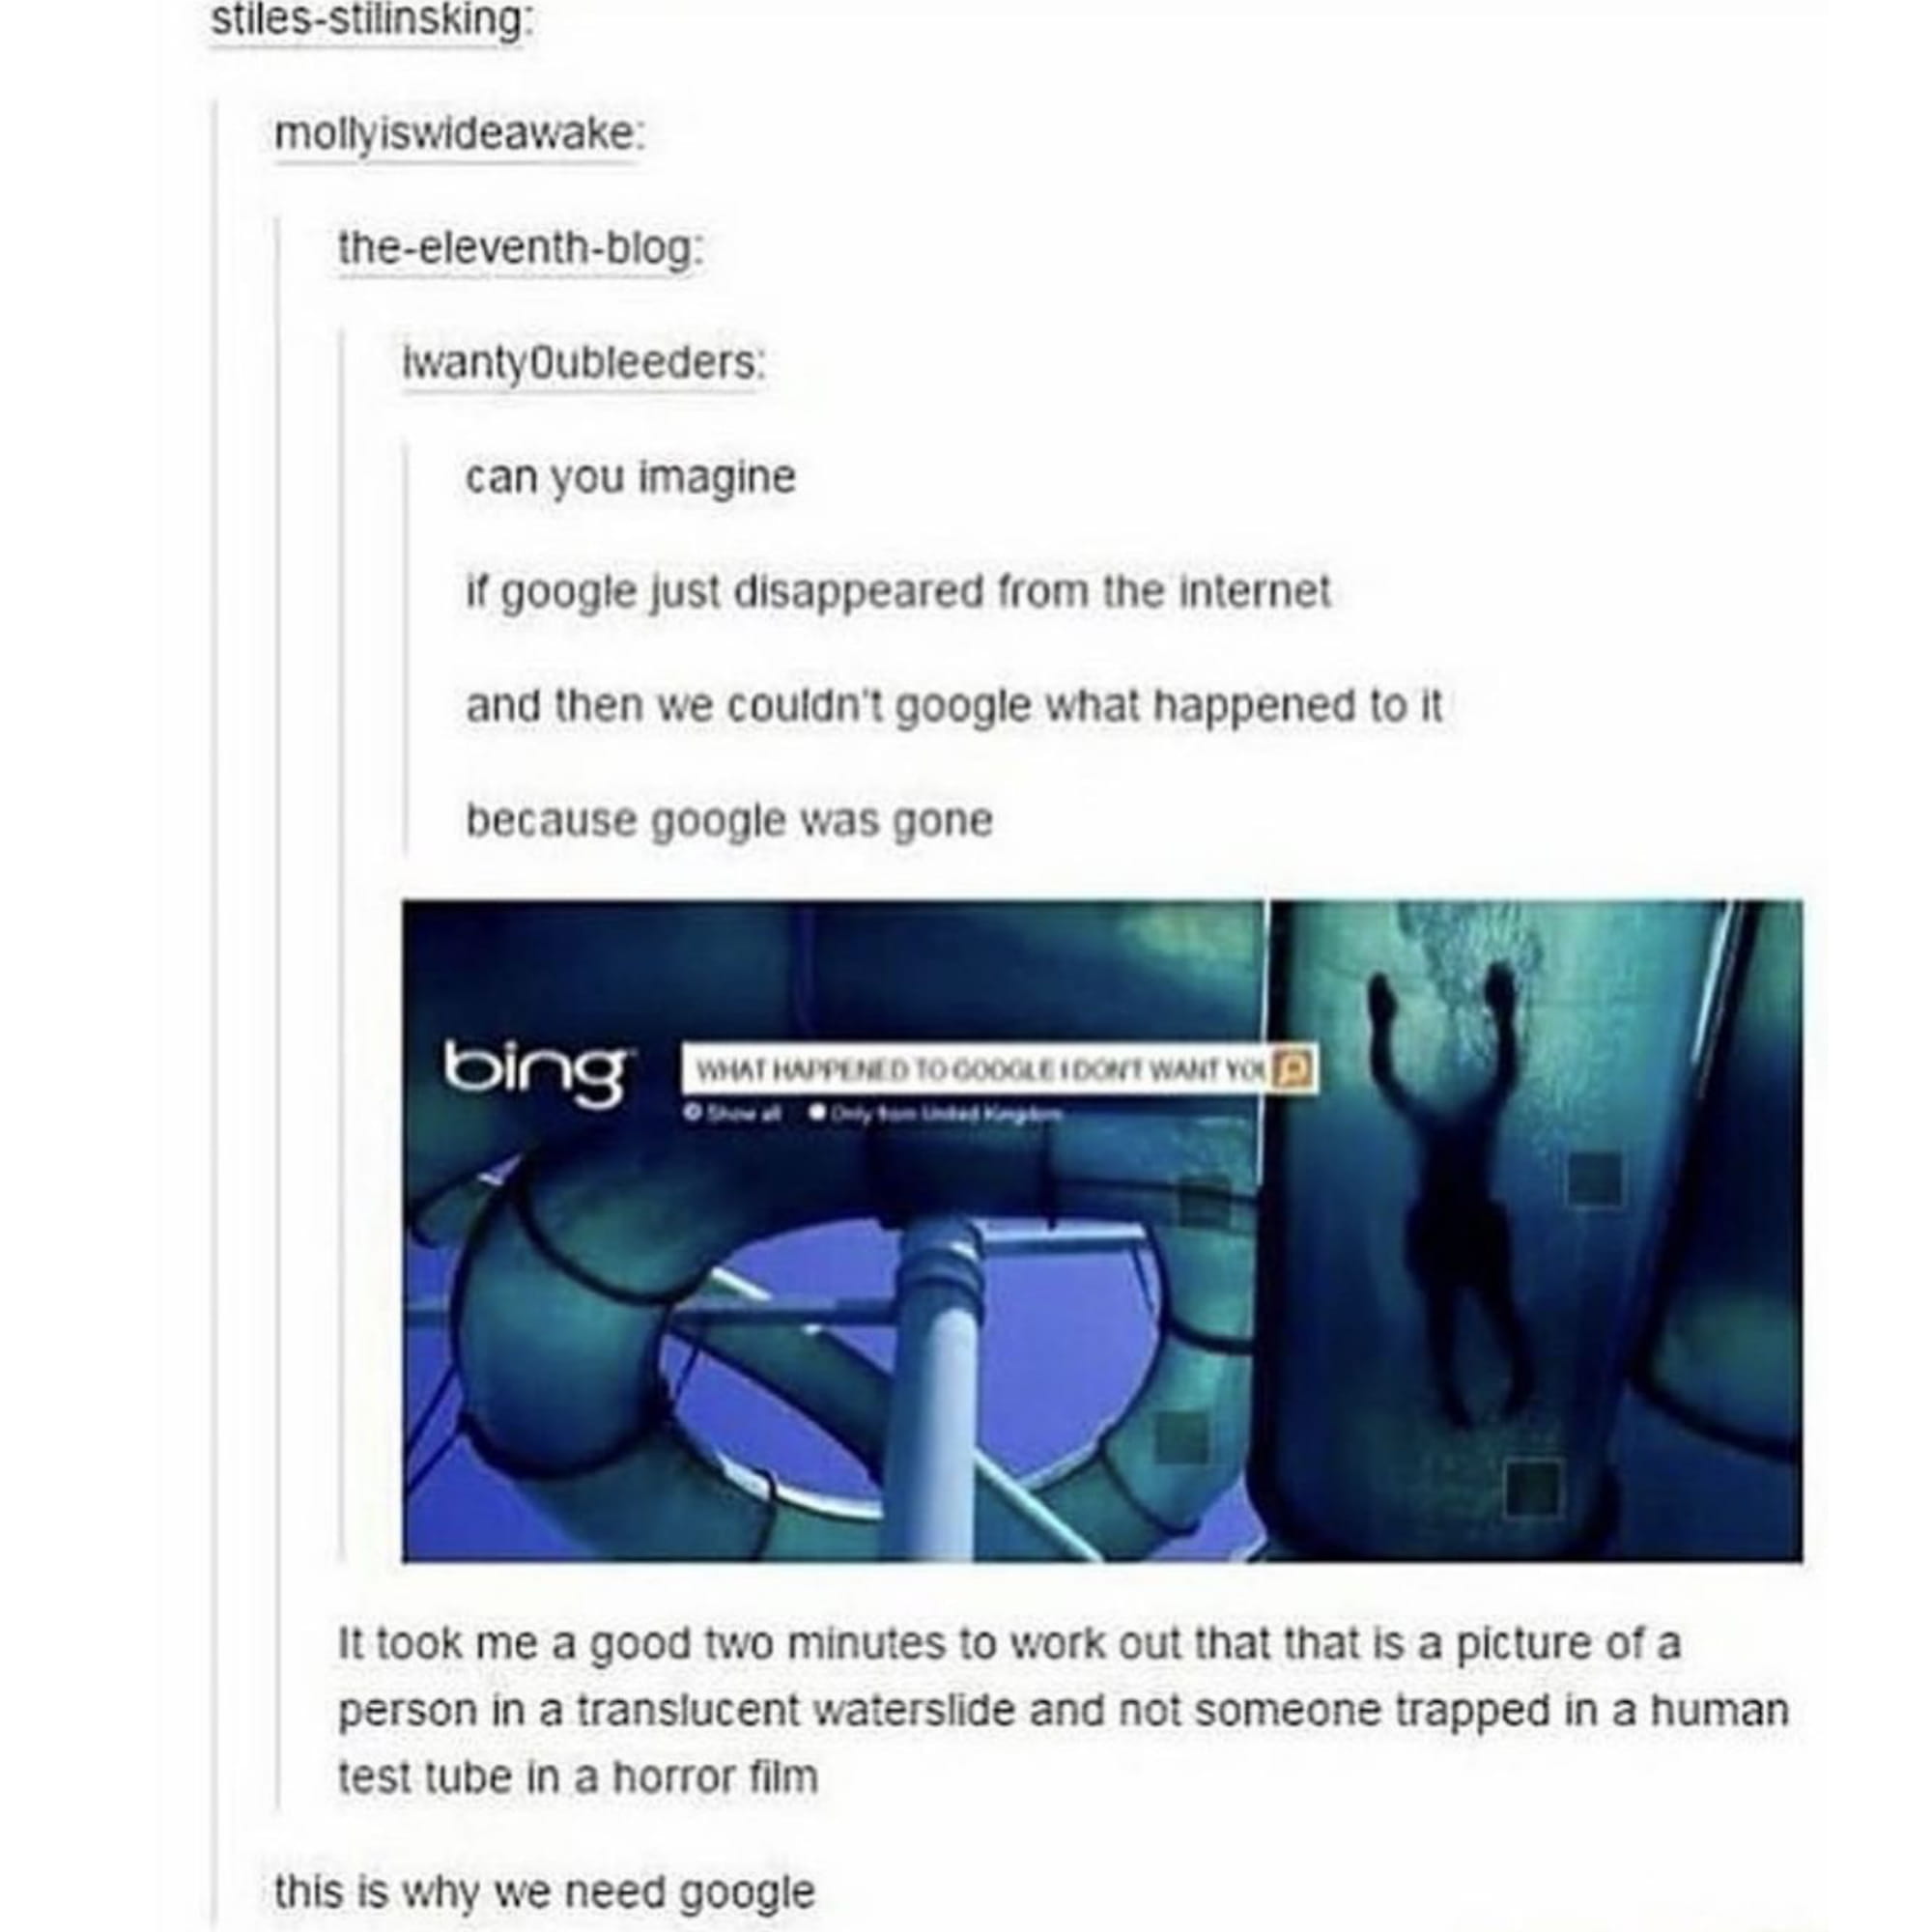 stiles-stilinsking:
mollyiswideawake:
the-eleventh-blog:
iwanty0ubleeders:
can you imagine
if google just disappeared from the internet
and then we couldn't google what happened to it
because google was gone
bing
WHAT HAPPENED TO GOOGLE I DON'T WANT YOU
Show all Only from United Kingdom
It took me a good two minutes to work out that that is a picture of a
person in a translucent waterslide and not someone trapped in a human
test tube in a horror film
this is why we need google